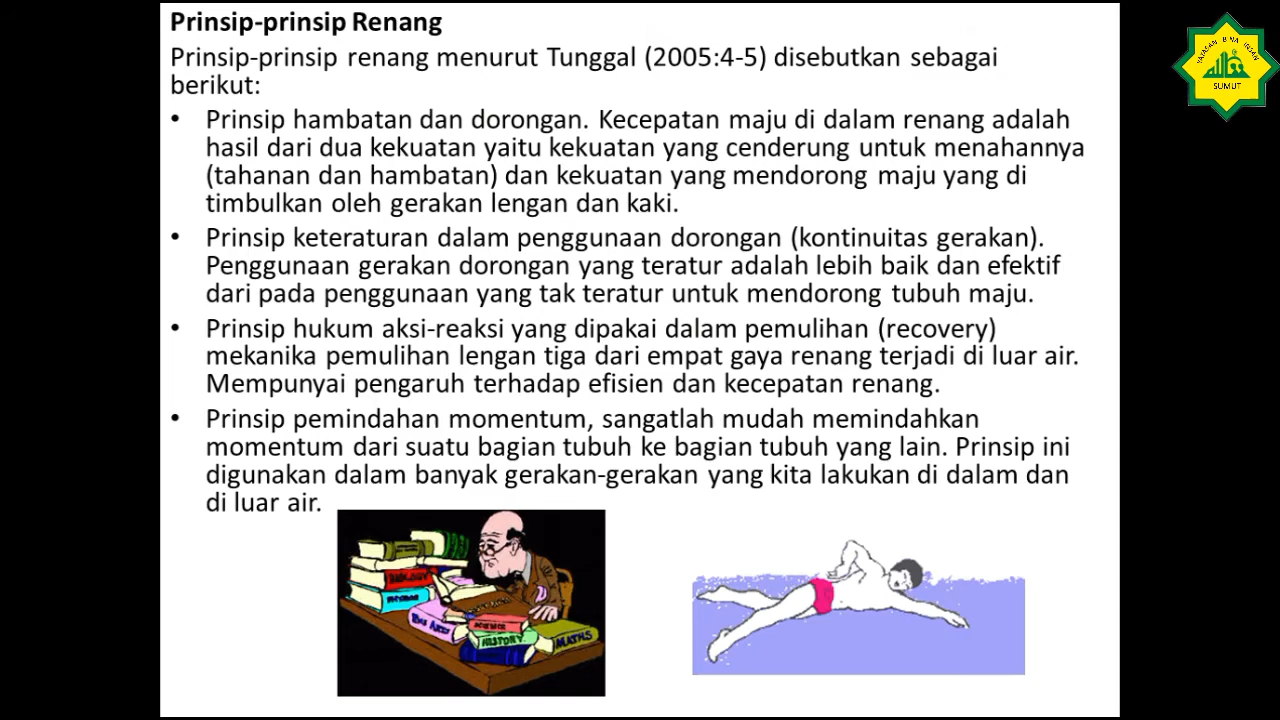 Prinsip-prinsip Renang
Prinsip-prinsip renang menurut Tunggal (2005:4-5) disebutkan sebagai
berikut:
• Prinsip hambatan dan dorongan. Kecepatan maju di dalam renang adalah
hasil dari dua kekuatan yaitu kekuatan yang cenderung untuk menahannya
(tahanan dan hambatan) dan kekuatan yang mendorong maju yang di
timbulkan oleh gerakan lengan dan kaki.
• Prinsip keteraturan dalam penggunaan dorongan (kontinuitas gerakan).
Penggunaan gerakan dorongan yang teratur adalah lebih baik dan efektif
dari pada penggunaan yang tak teratur untuk mendorong tubuh maju.
• Prinsip hukum aksi-reaksi yang dipakai dalam pemulihan (recovery)
mekanika pemulihan lengan tiga dari empat gaya renang terjadi di luar air.
Mempunyai pengaruh terhadap efisien dan kecepatan renang.
• Prinsip pemindahan momentum, sangatlah mudah memindahkan
momentum dari suatu bagian tubuh ke bagian tubuh yang lain. Prinsip ini
digunakan dalam banyak gerakan-gerakan yang kita lakukan di dalam dan
di luar air.
YAYASAN BINA INSAN
SUMUT
BIOLOGY
SCIENCE
HISTORY
MATHS